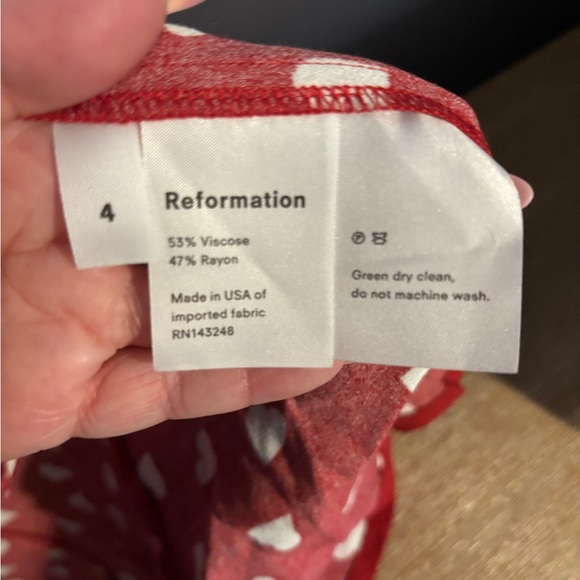 4
Reformation
53% Viscose
47% Rayon
Made in USA of
imported fabric
RN143248
Ⓟ
Green dry clean,
do not machine wash.